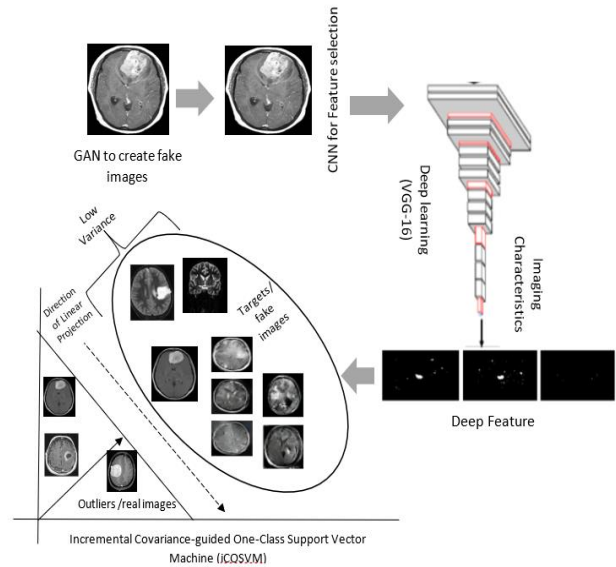 GAN to create fake
images
CNN for Feature selection
Deep learning
(VGG-16)
Imaging
Characteristics
Deep Feature
Low
Variance
Direction
of Linear
Projection
Targets/
fake
images
Outliers /real images
Incremental Covariance-guided One-Class Support Vector
Machine (iCOSVM)